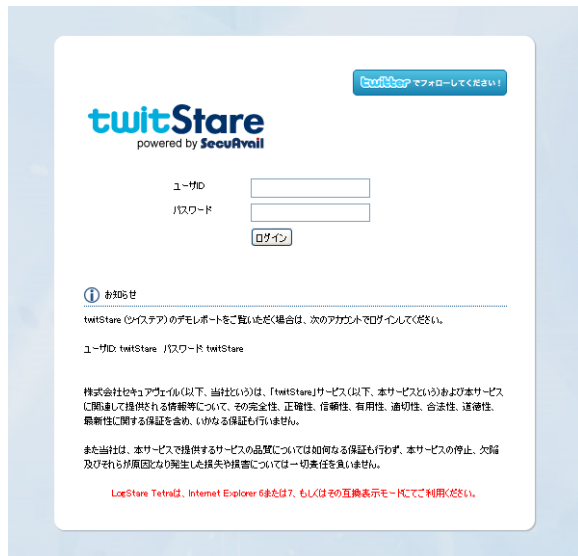 twitter でフォローしてください!
twitStare
powered by SecuAvail
ユーザID
パスワード
ログイン
お知らせ
twitStare (ツイステア) のデモレポートをご覧いただく場合は、次のアカウントでログインしてください。
ユーザID: twitStare パスワード: twitStare
株式会社セキュアヴェイル(以下、当社という)は、「twitStare」サービス(以下、本サービスという)および本サービス
に関連して提供される情報等について、その完全性、正確性、信頼性、有用性、適切性、合法性、道徳性、
最新性に関する保証を含め、いかなる保証も行いません。
また当社は、本サービスで提供するサービスの品質については如何なる保証も行わず、本サービスの停止、欠陥
及びそれらが原因となり発生した損失や損害については一切責任を負いません。
LogStare Tetraは、Internet Explorer 6または7、もしくはその互換表示モードにてご利用ください。